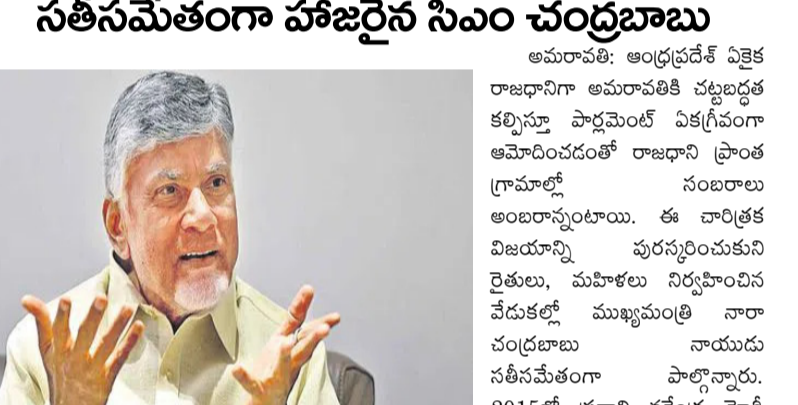 సతీసమేతంగా హాజరైన సిఎం చంద్రబాబు
అమరావతి: ఆంధ్రప్రదేశ్ ఏకైక
రాజధానిగా అమరావతికి చట్టబద్ధత
కల్పిస్తూ పార్లమెంట్ ఏకగ్రీవంగా
ఆమోదించడంతో రాజధాని ప్రాంత
గ్రామాల్లో సంబరాలు
అంబరాన్నంటాయి. ఈ చారిత్రక
విజయాన్ని పురస్కరించుకుని
రైతులు, మహిళలు నిర్వహించిన
వేడుకల్లో ముఖ్యమంత్రి నారా
చంద్రబాబు నాయుడు
సతీసమేతంగా పాల్గొన్నారు.